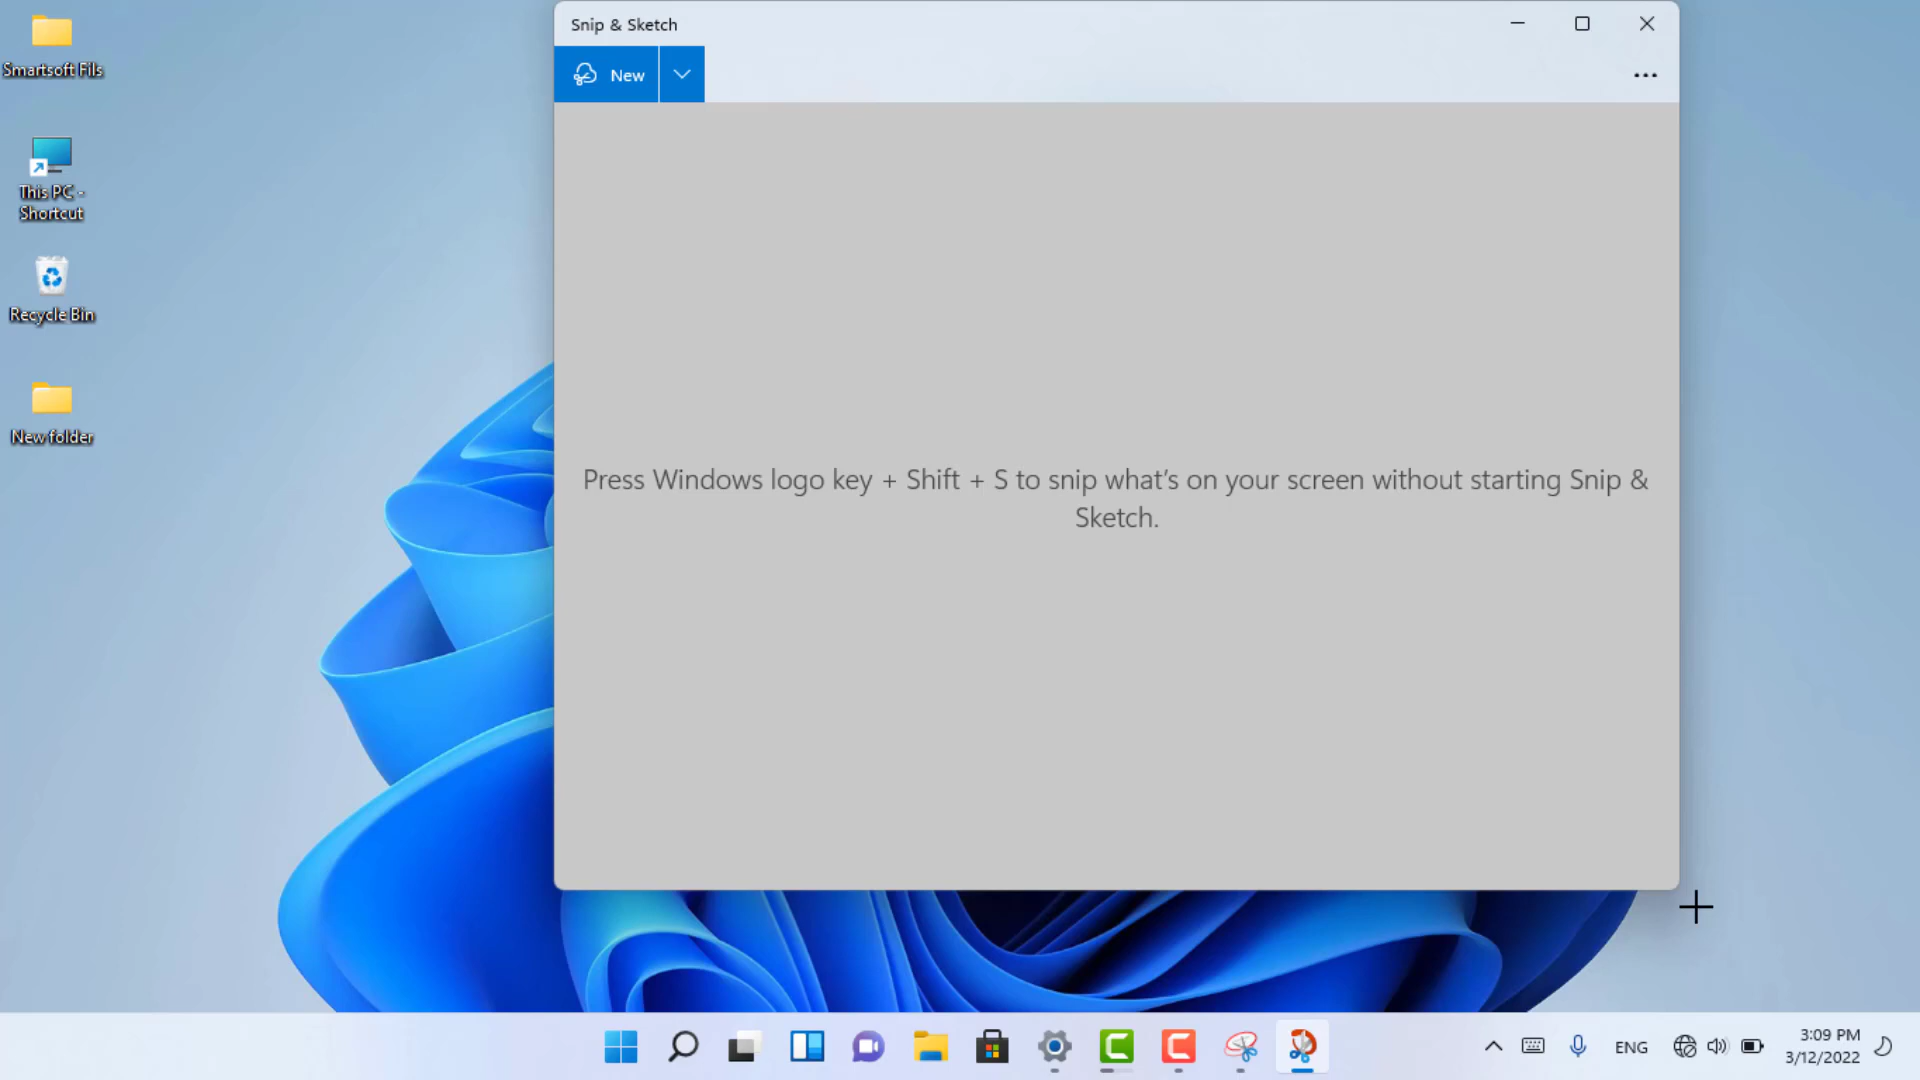 Smartsoft Fils
This PC -
Shortcut
Recycle Bin
New folder
Snip & Sketch
New
Press Windows logo key + Shift + S to snip what's on your screen without starting Snip &
Sketch.
ENG
3:09 PM
3/12/2022